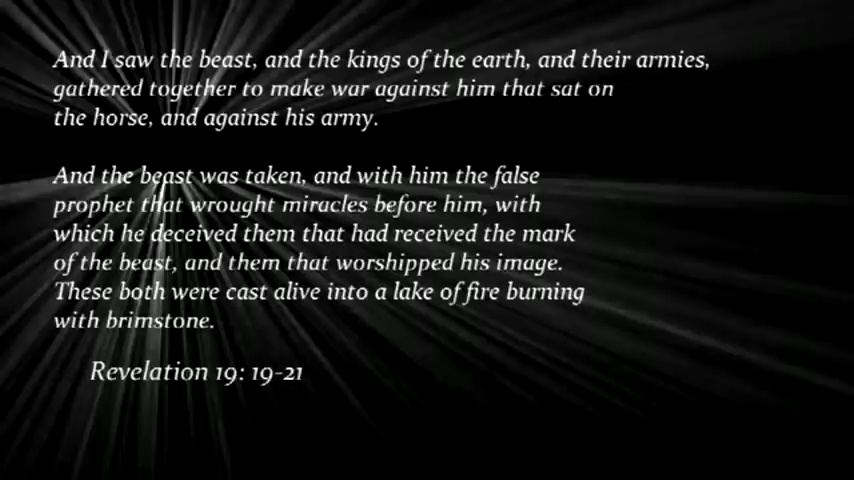 And I saw the beast, and the kings of the earth, and their armies,
gathered together to make war against him that sat on
the horse, and against his army.
And the beast was taken, and with him the false
prophet that wrought miracles before him, with
which he deceived them that had received the mark
of the beast, and them that worshipped his image.
These both were cast alive into a lake of fire burning
with brimstone.
Revelation 19: 19-21